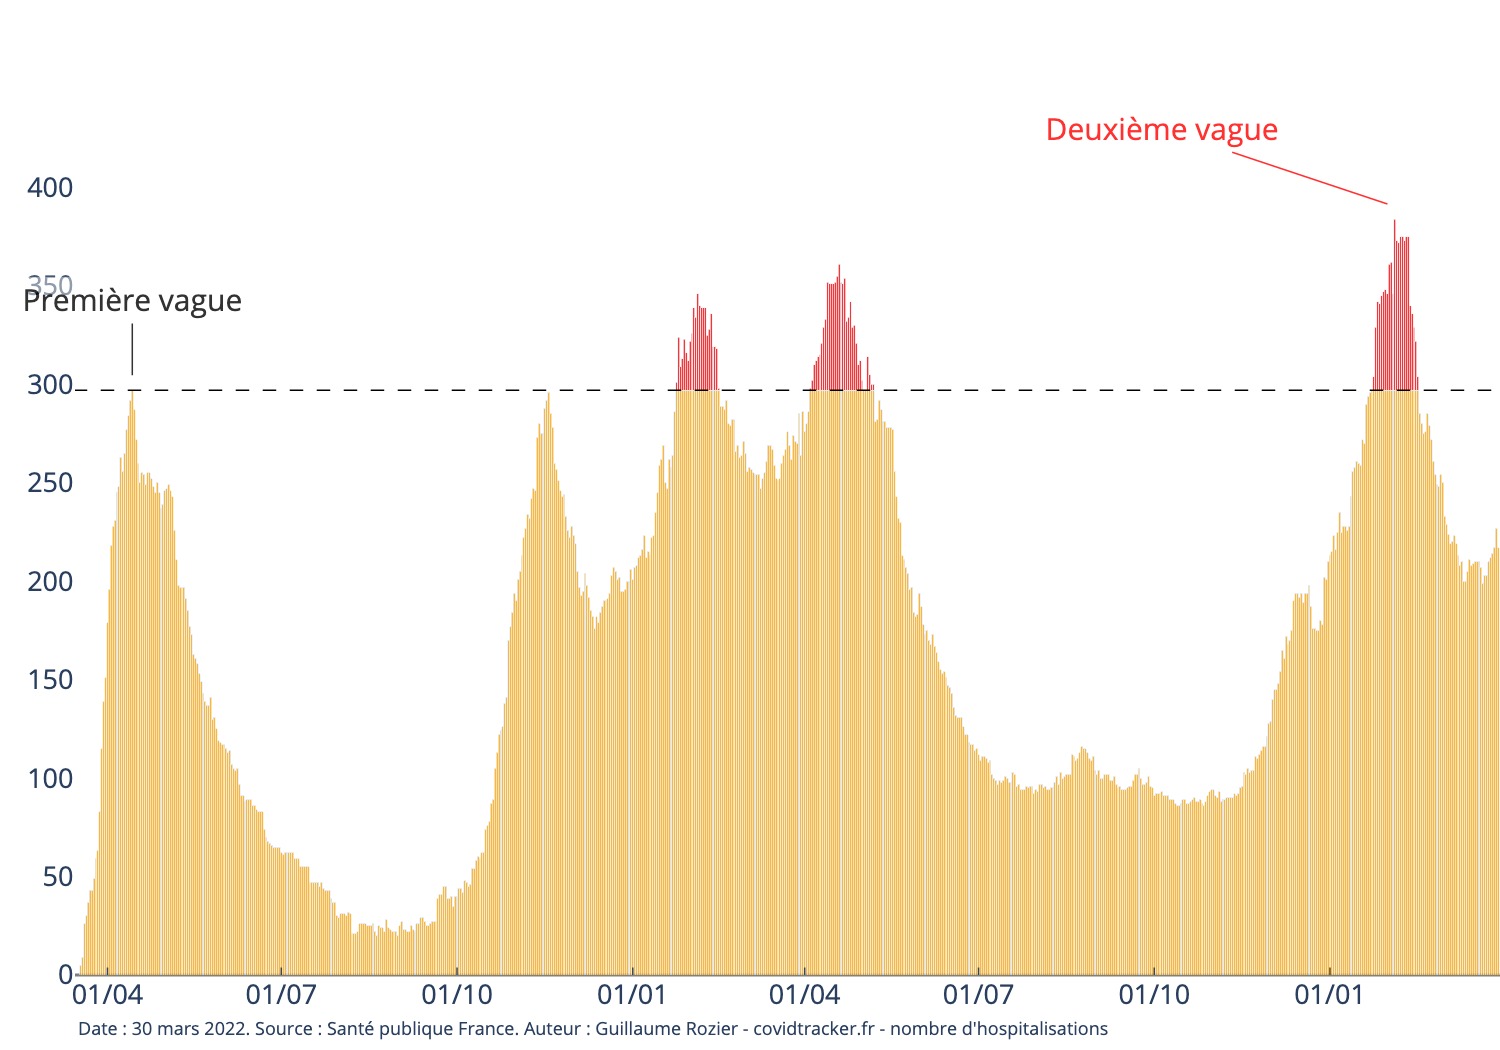 Deuxième vague
400
350
Première vague
300
250
200
150
100
50
0
01/04 01/07 01/10 01/01 01/04 01/07 01/10 01/01
Date : 30 mars 2022. Source : Santé publique France. Auteur : Guillaume Rozier - covidtracker.fr - nombre d'hospitalisations